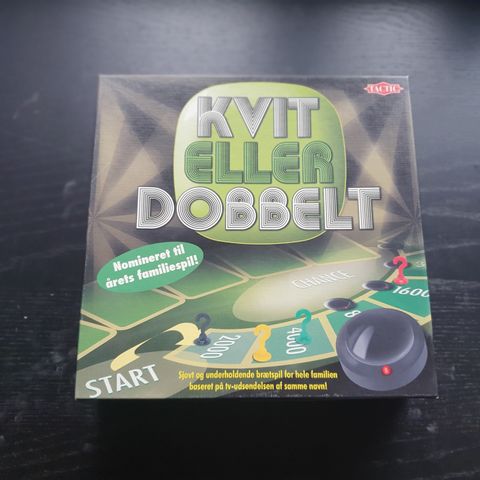 TACTIC
KVIT
ELLER
DOBBELT
Nomineret til
årets familiespil!
CHANCE
1600
8
4000
2000
START
Sjovt og underholdende brætspil for hele familien
baseret på tv-udsendelsen af samme navn!